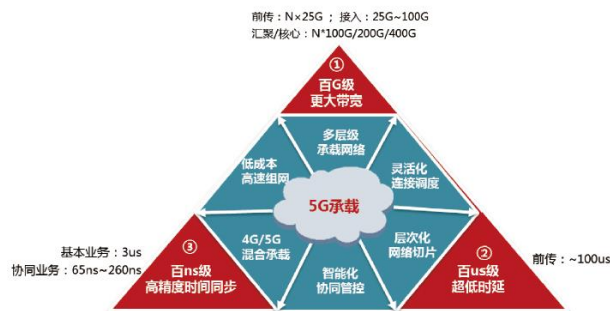 前传：N×25G ； 接入：25G~100G
汇聚/核心：N*100G/200G/400G
①
百G级
更大带宽
多层级
承载网络
低成本
高速组网
灵活化
连接调度
5G承载
基本业务：3us
协同业务：65ns~260ns
③
百ns级
高精度时间同步
4G/5G
混合承载
智能化
协同管控
层次化
网络切片
②
百us级
超低时延
前传：~100us